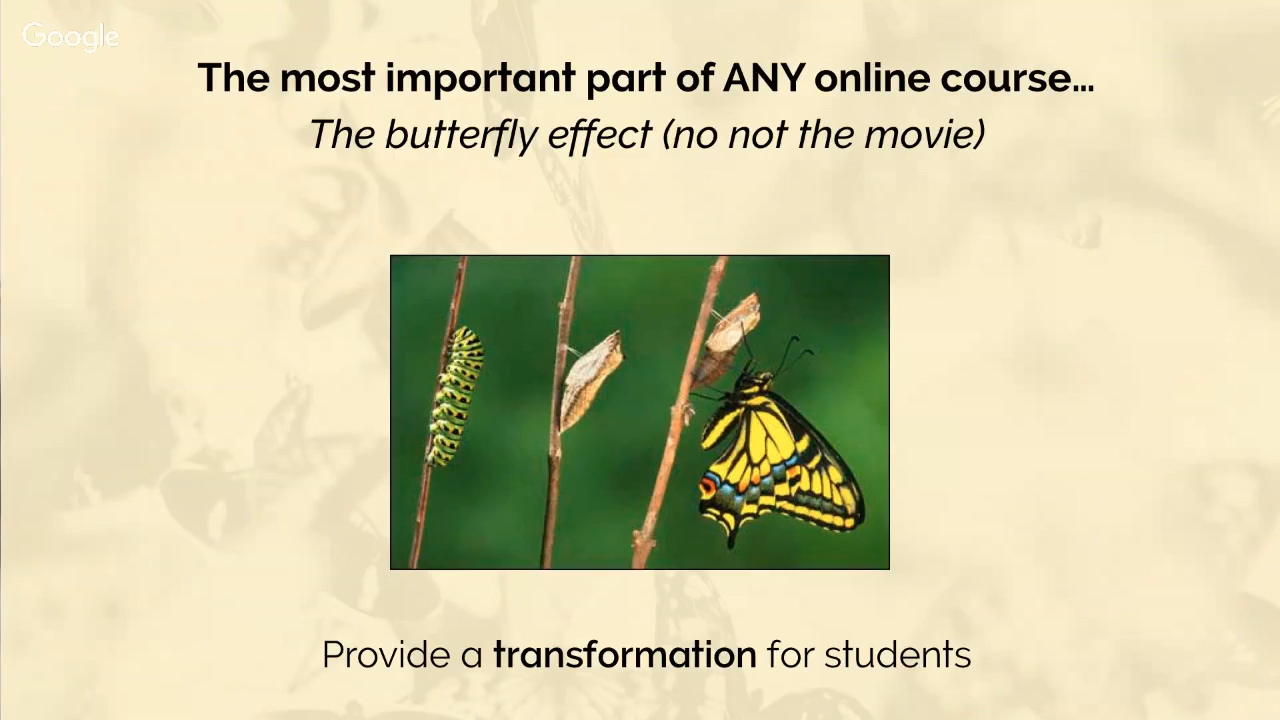 Google
The most important part of ANY online course...
The butterfly effect (no not the movie)
Provide a transformation for students